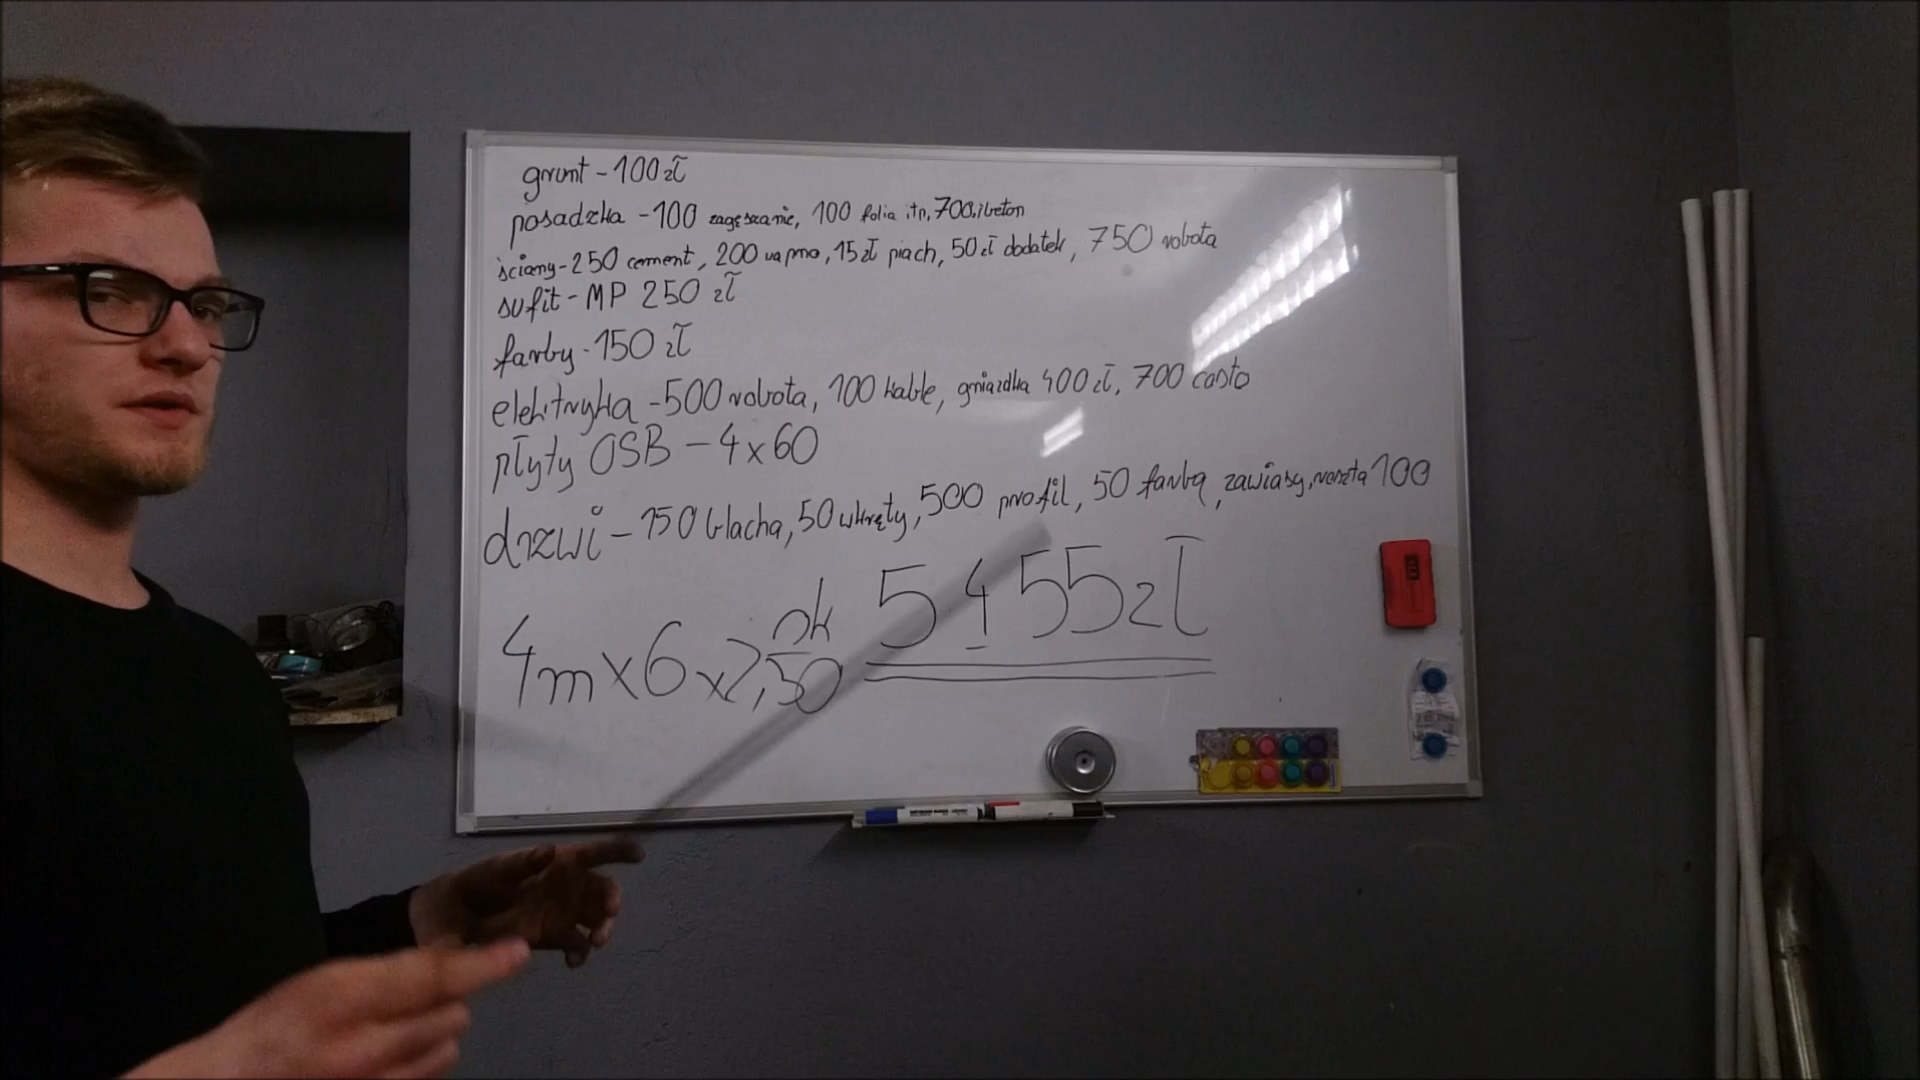 grunt - 100 zł
posadzka - 100 zagęszczanie, 100 folia itp, 700zł beton
ściany - 250 cement, 200 wapno, 15 zł piach, 50 zł dodatek, 750 robota
sufit - MP 250 zł
farby - 150 zł
elektryka - 500 robota, 100 kable, gniazdka 400 zł, 700 casto
płyty OSB - 4 x 60
drzwi - 150 blacha, 50 wkręty, 500 profil, 50 farba, zawiasy, reszta 100
ok 5455 zł
4m x 6 x 2,50